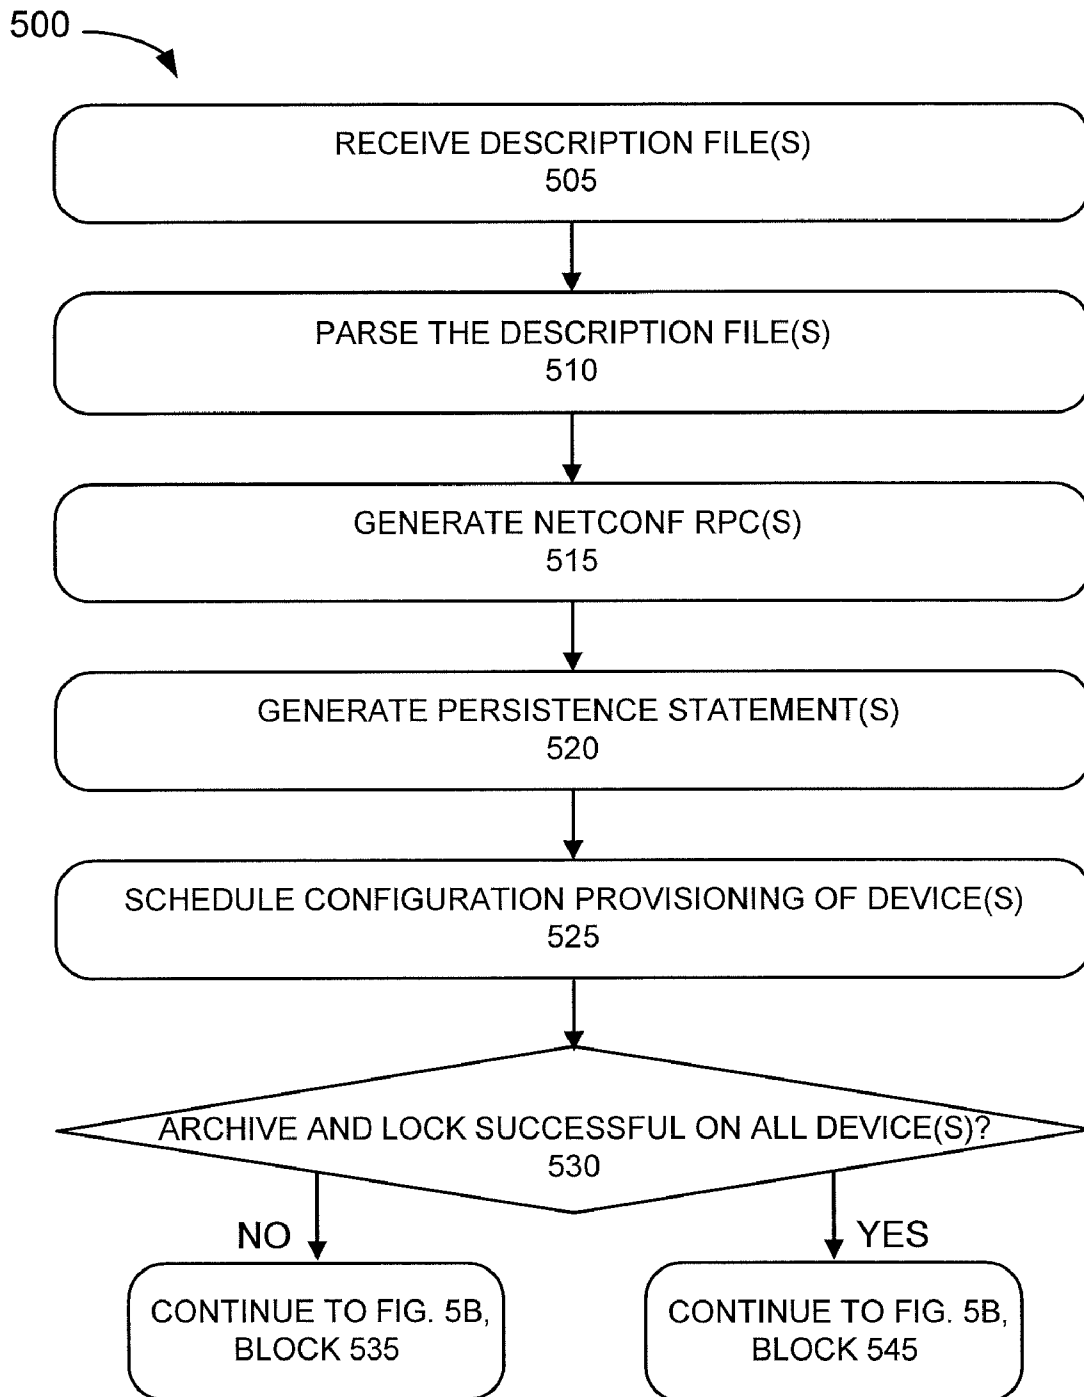 500
RECEIVE DESCRIPTION FILE(S)
505
PARSE THE DESCRIPTION FILE(S)
510
GENERATE NETCONF RPC(S)
515
GENERATE PERSISTENCE STATEMENT(S)
520
SCHEDULE CONFIGURATION PROVISIONING OF DEVICE(S)
525
ARCHIVE AND LOCK SUCCESSFUL ON ALL DEVICE(S)?
530
NO
YES
CONTINUE TO FIG. 5B,
BLOCK 535
CONTINUE TO FIG. 5B,
BLOCK 545